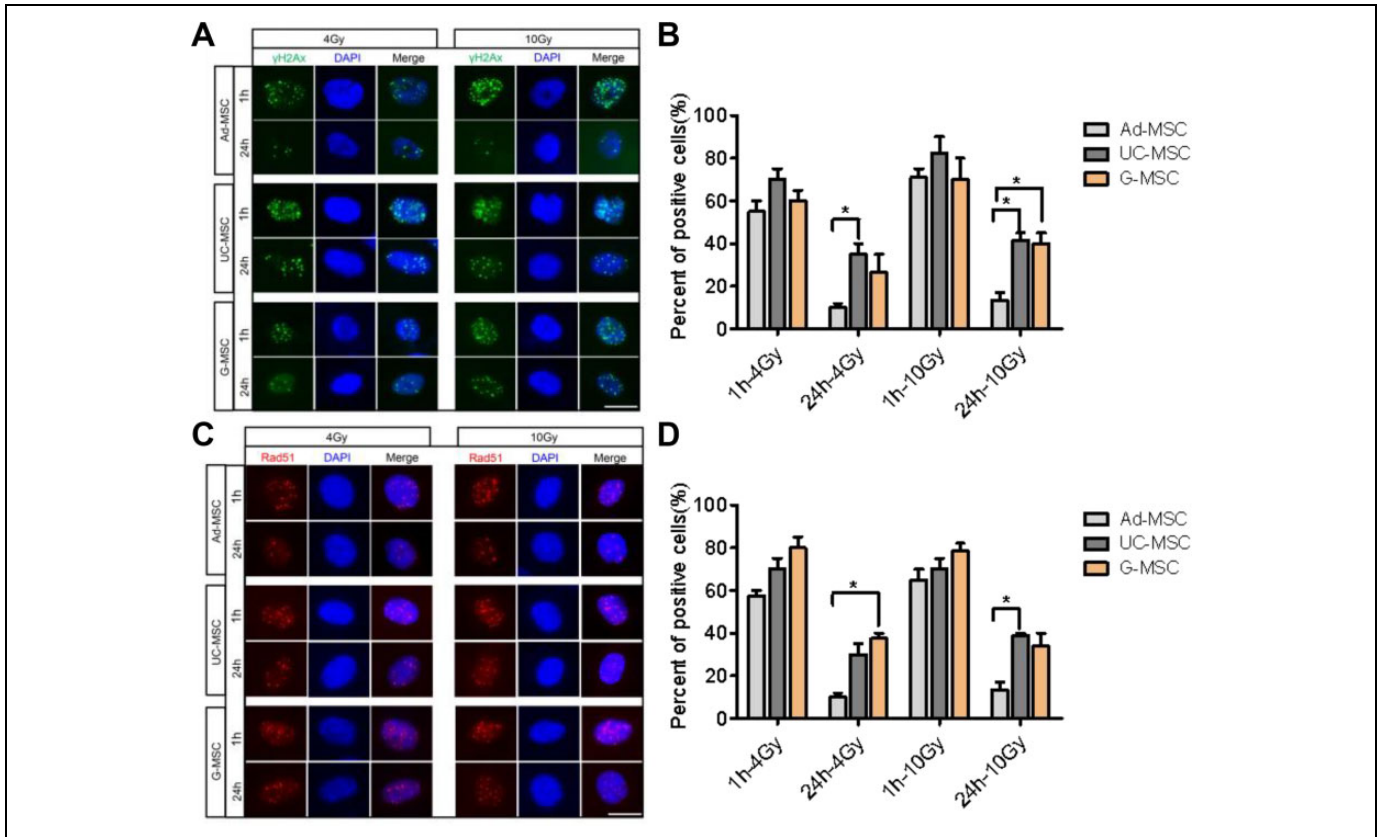 A
4Gy
10Gy
γH2Ax DAPI Merge γH2Ax DAPI Merge
Ad-MSC
1h
24h
UC-MSC
1h
24h
G-MSC
1h
24h
B
Percent of positive cells(%)
100
80
60
40
20
0
*
*
*
1h-4Gy
24h-4Gy
1h-10Gy
24h-10Gy
Ad-MSC
UC-MSC
G-MSC
C
4Gy
10Gy
Rad51 DAPI Merge Rad51 DAPI Merge
Ad-MSC
1h
24h
UC-MSC
1h
24h
G-MSC
1h
24h
D
Percent of positive cells(%)
100
80
60
40
20
0
*
*
1h-4Gy
24h-4Gy
1h-10Gy
24h-10Gy
Ad-MSC
UC-MSC
G-MSC